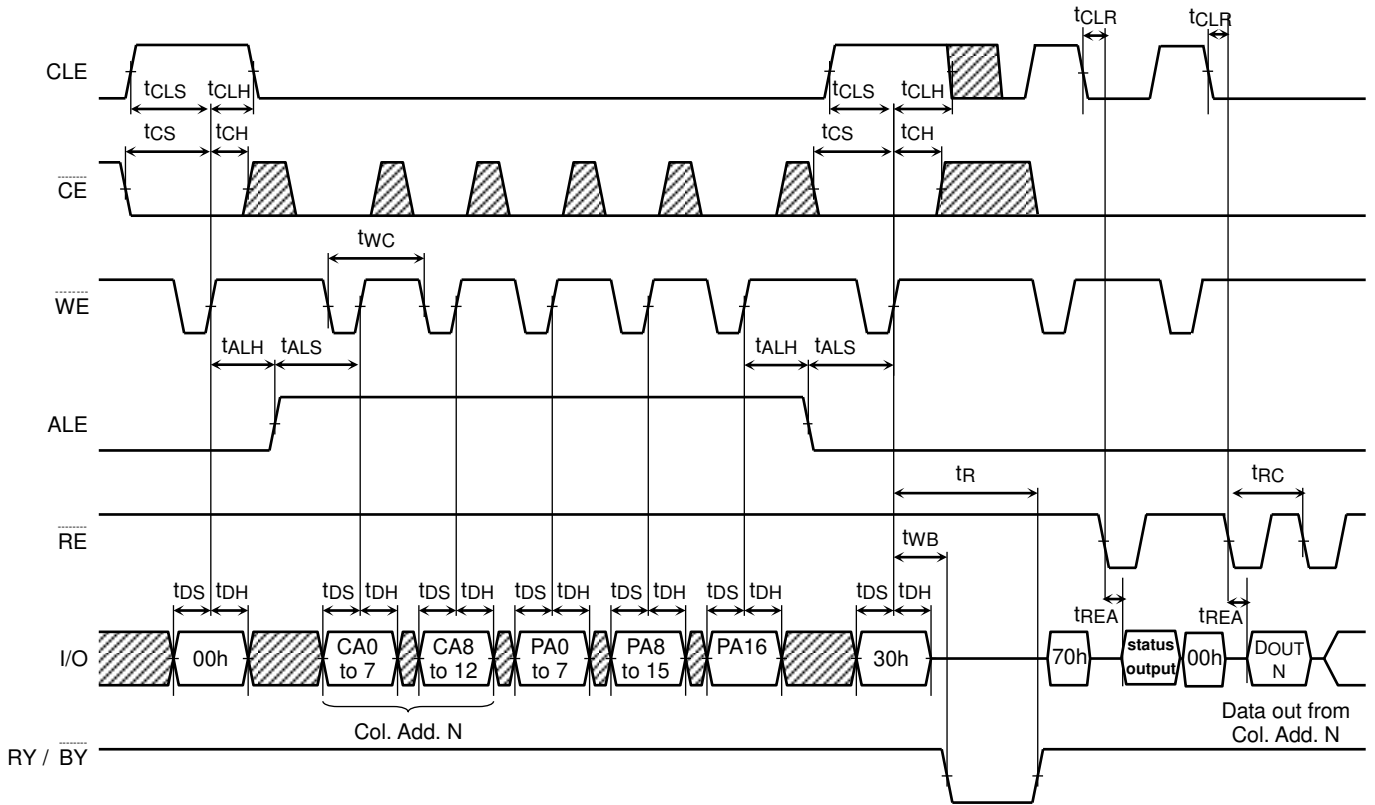 tCLR tCLR
CLE
tCLS tCLH tCLS tCLH
tCS tCH tCS tCH
CE
tWC
WE
tALH tALS tALH tALS
ALE
tR tRC
RE
tWB
tDS tDH tDS tDH tDS tDH tDS tDH tDS tDH tDS tDH tDS tDH
tREA tREA
I/O 00h CA0 to 7 CA8 to 12 PA0 to 7 PA8 to 15 PA16 30h 70h status output 00h DOUT N
Col. Add. N
Data out from
Col. Add. N
RY / BY